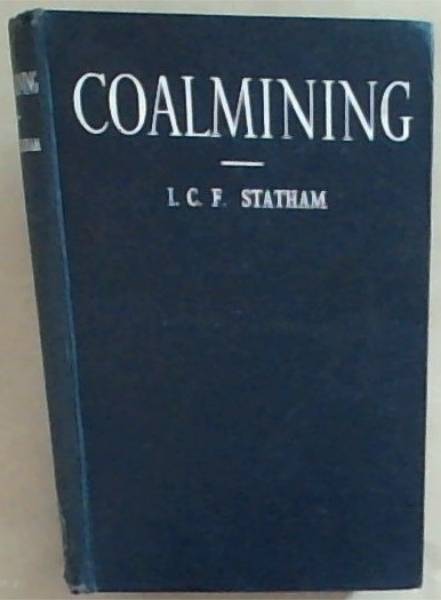 COALMINING
I. C. F. STATHAM